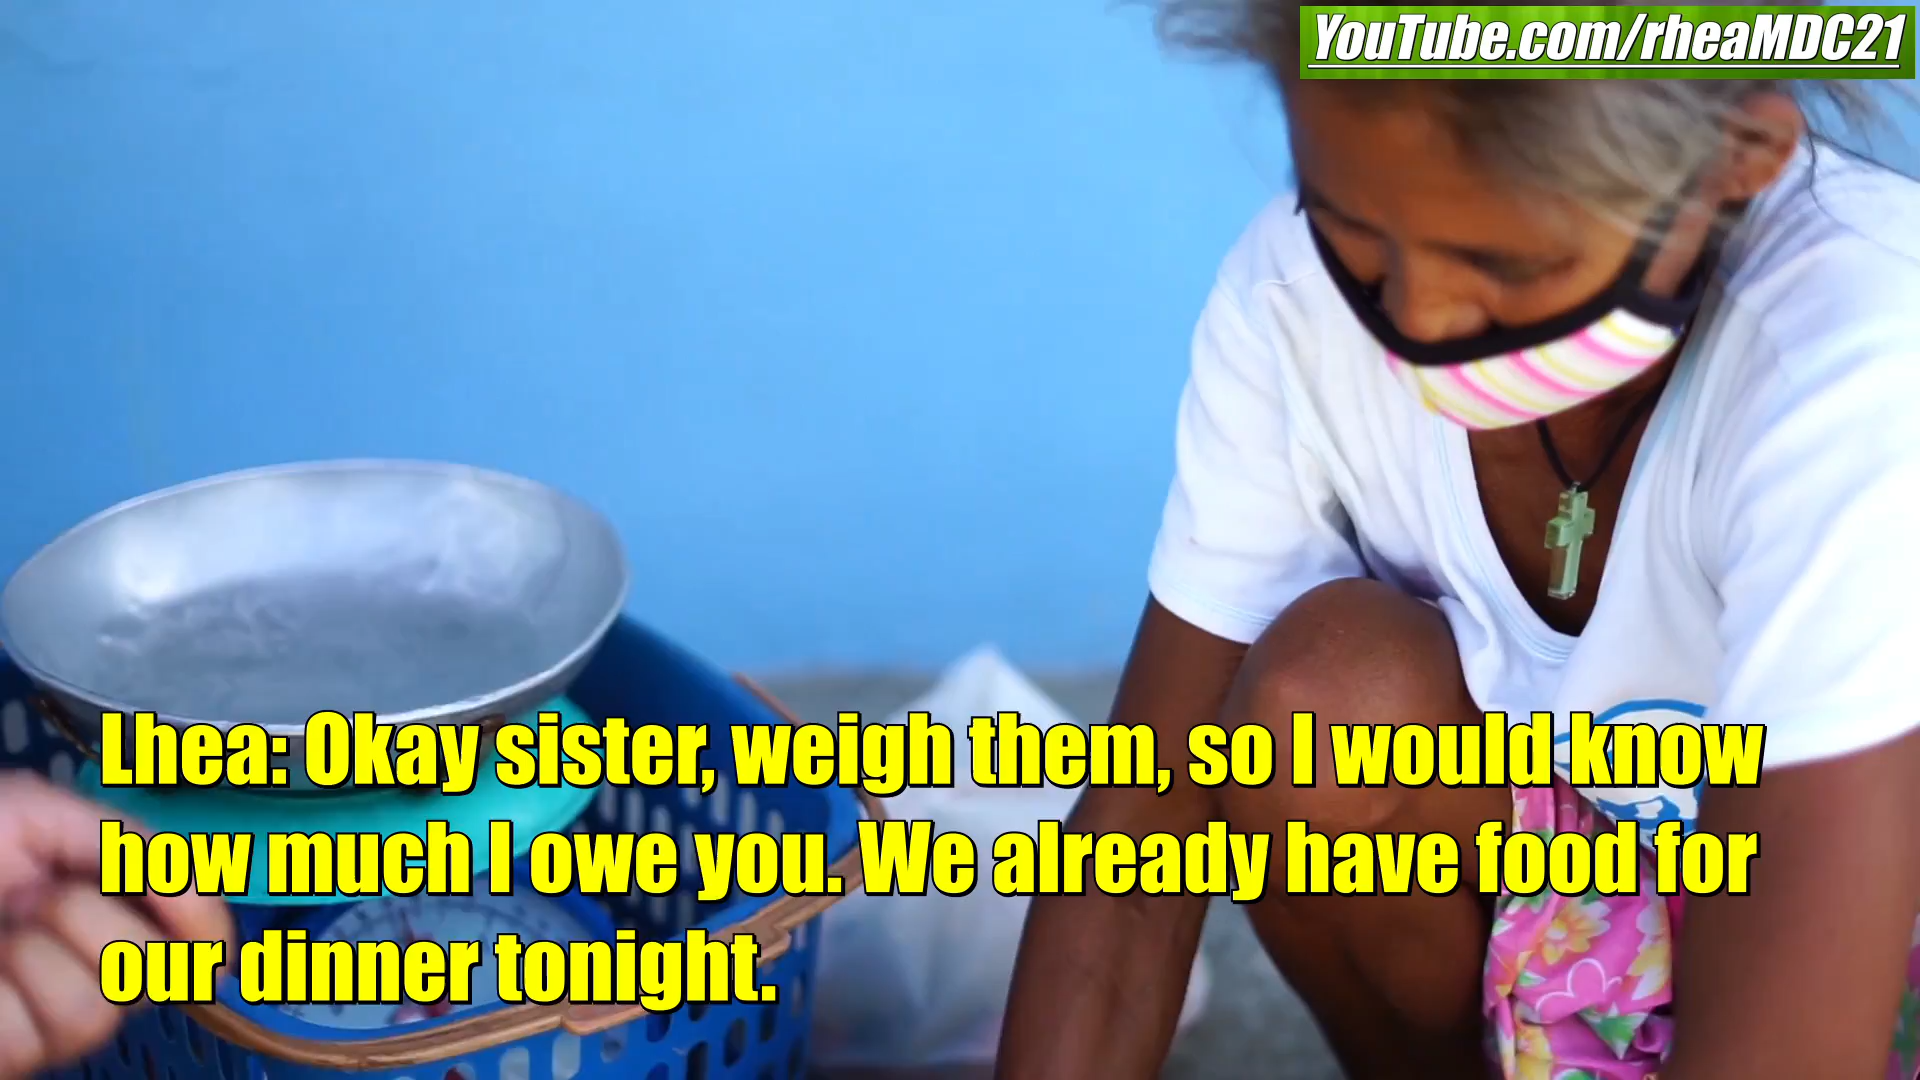 YouTube.com/rheaMDC21
Lhea: Okay sister, weigh them, so I would know
how much I owe you. We already have food for
our dinner tonight.